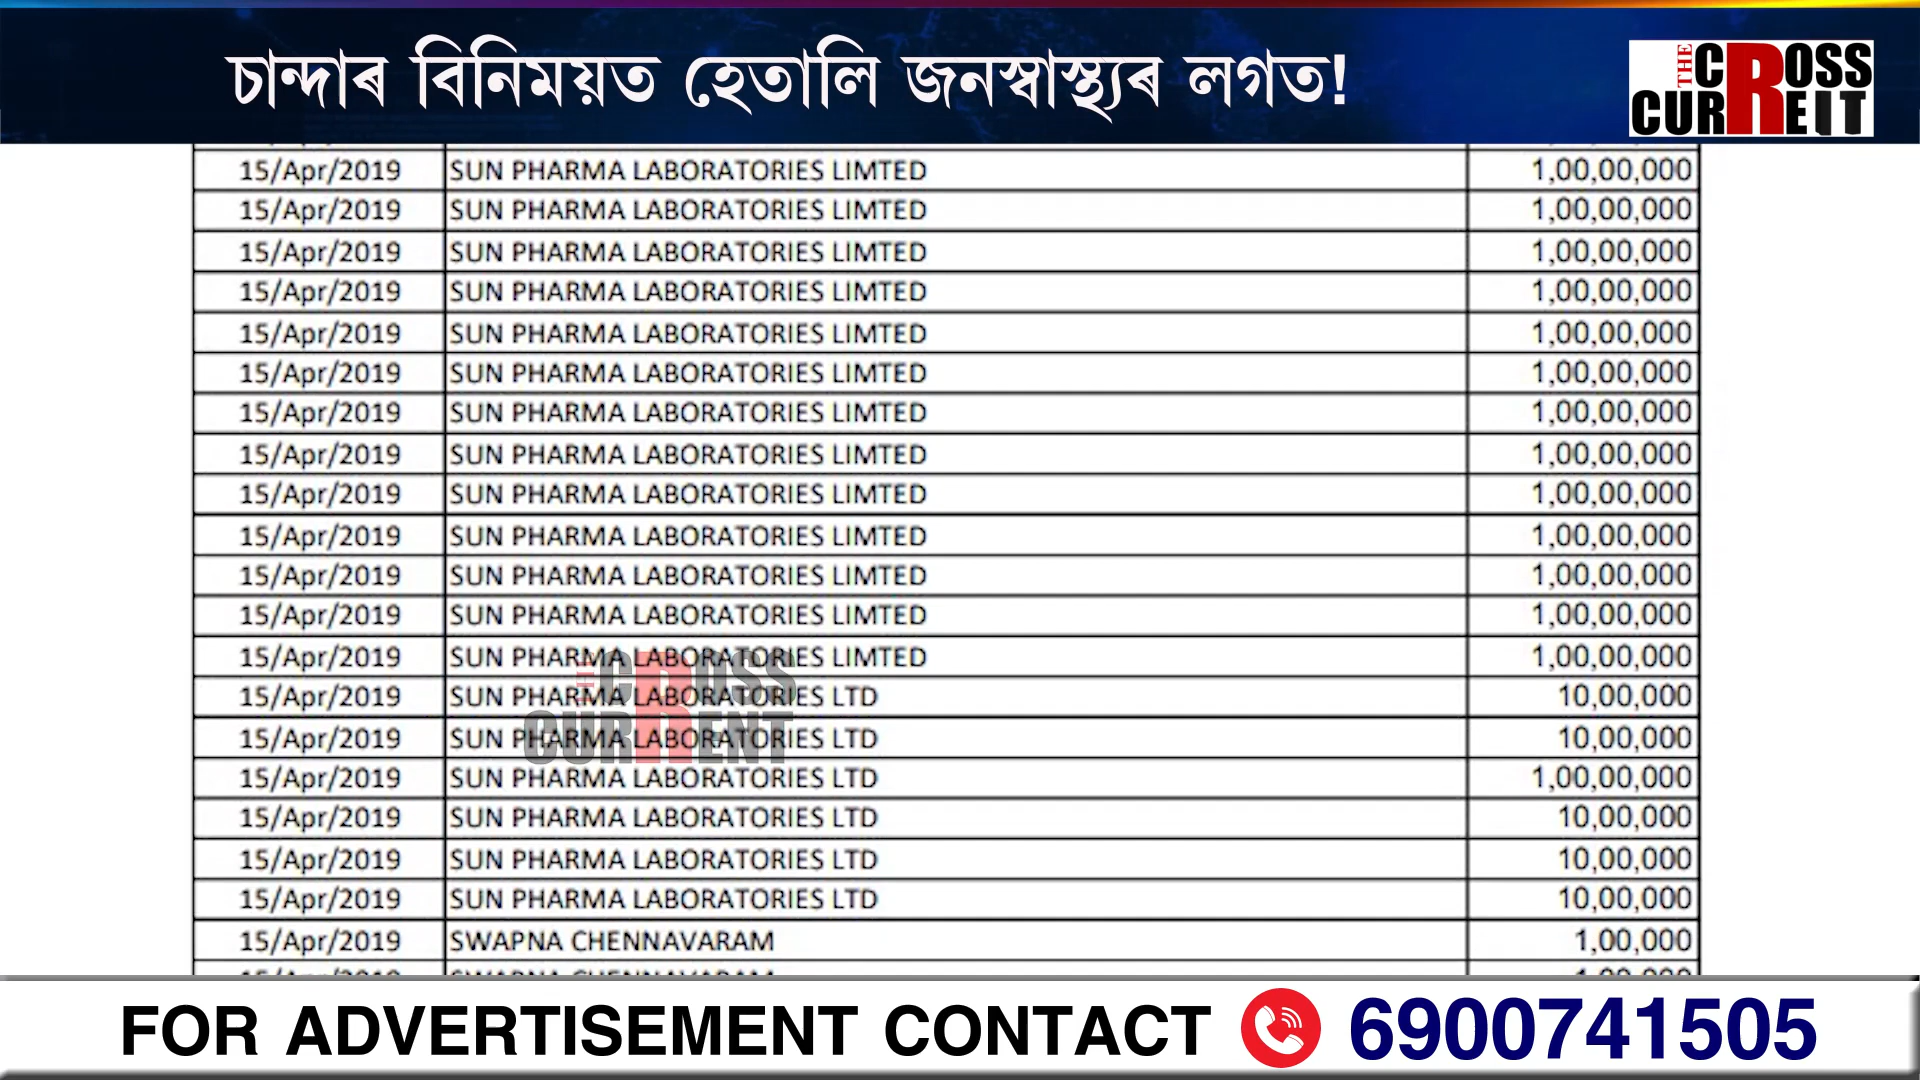 চান্দাৰ বিনিময়ত হেতালি জনস্বাস্থ্যৰ লগত!
THE CROSS
CURREIT
15/Apr/2019 SUN PHARMA LABORATORIES LIMTED 1,00,00,000
15/Apr/2019 SUN PHARMA LABORATORIES LIMTED 1,00,00,000
15/Apr/2019 SUN PHARMA LABORATORIES LIMTED 1,00,00,000
15/Apr/2019 SUN PHARMA LABORATORIES LIMTED 1,00,00,000
15/Apr/2019 SUN PHARMA LABORATORIES LIMTED 1,00,00,000
15/Apr/2019 SUN PHARMA LABORATORIES LIMTED 1,00,00,000
15/Apr/2019 SUN PHARMA LABORATORIES LIMTED 1,00,00,000
15/Apr/2019 SUN PHARMA LABORATORIES LIMTED 1,00,00,000
15/Apr/2019 SUN PHARMA LABORATORIES LIMTED 1,00,00,000
15/Apr/2019 SUN PHARMA LABORATORIES LIMTED 1,00,00,000
15/Apr/2019 SUN PHARMA LABORATORIES LIMTED 1,00,00,000
15/Apr/2019 SUN PHARMA LABORATORIES LIMTED 1,00,00,000
15/Apr/2019 SUN PHARMA LABORATORIES LIMTED 1,00,00,000
15/Apr/2019 SUN PHARMA LABORATORIES LTD 10,00,000
15/Apr/2019 SUN PHARMA LABORATORIES LTD 10,00,000
15/Apr/2019 SUN PHARMA LABORATORIES LTD 1,00,00,000
15/Apr/2019 SUN PHARMA LABORATORIES LTD 10,00,000
15/Apr/2019 SUN PHARMA LABORATORIES LTD 10,00,000
15/Apr/2019 SUN PHARMA LABORATORIES LTD 10,00,000
15/Apr/2019 SWAPNA CHENNAVARAM 1,00,000
15/Apr/2019 SWAPNA CHENNAVARAM 1,00,000
THE CROSS
CURRENT
FOR ADVERTISEMENT CONTACT 6900741505